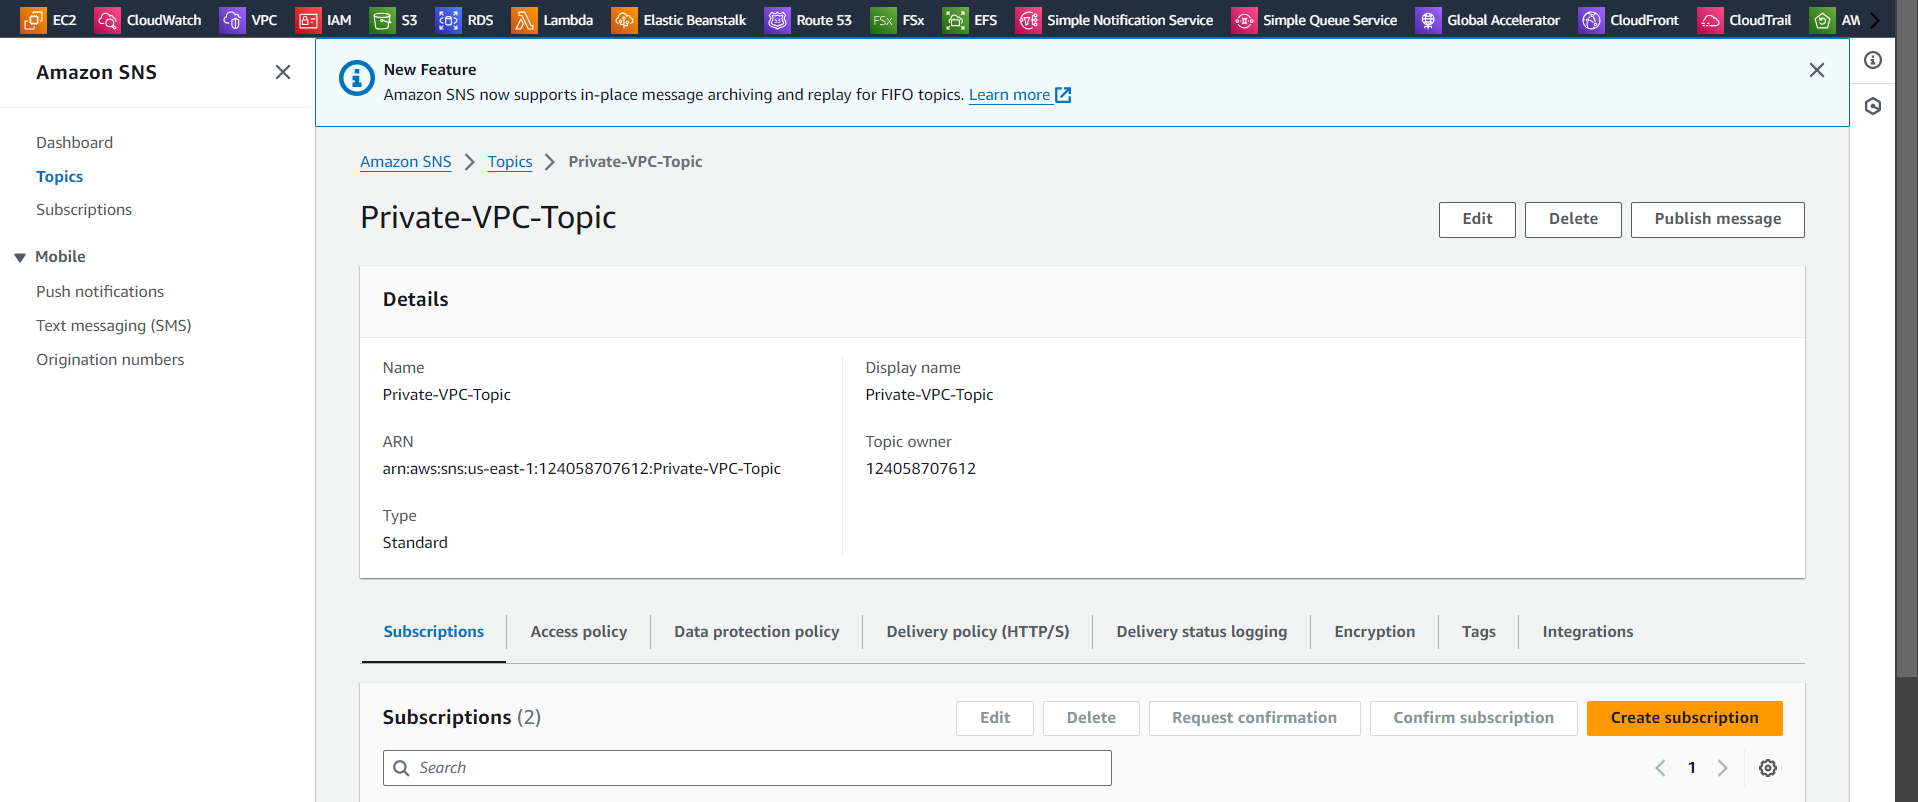 EC2 CloudWatch VPC IAM S3 RDS Lambda Elastic Beanstalk Route 53 FSx FSx EFS Simple Notification Service Simple Queue Service Global Accelerator CloudFront CloudTrail AW
Amazon SNS
New Feature
Amazon SNS now supports in-place message archiving and replay for FIFO topics. Learn more
Dashboard
Topics
Subscriptions
Mobile
Push notifications
Text messaging (SMS)
Origination numbers
Amazon SNS Topics Private-VPC-Topic
Private-VPC-Topic
Edit Delete Publish message
Details
Name
Private-VPC-Topic
ARN
arn:aws:sns:us-east-1:124058707612:Private-VPC-Topic
Type
Standard
Display name
Private-VPC-Topic
Topic owner
124058707612
Subscriptions Access policy Data protection policy Delivery policy (HTTP/S) Delivery status logging Encryption Tags Integrations
Subscriptions (2)
Edit Delete Request confirmation Confirm subscription Create subscription
Search
1